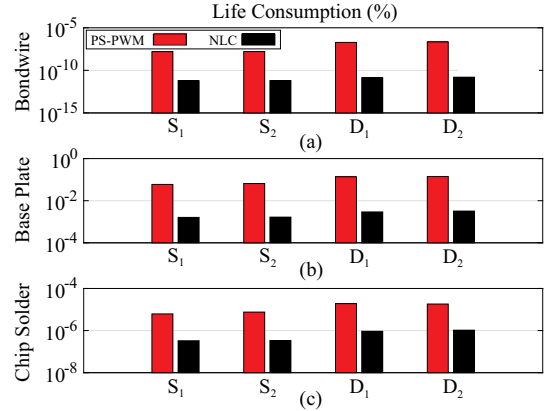 Life Consumption (%)
Bondwire
10⁻⁵
10⁻¹⁰
10⁻¹⁵
PS-PWM
NLC
S₁
S₂
D₁
D₂
(a)
Base Plate
10⁰
10⁻²
10⁻⁴
S₁
S₂
D₁
D₂
(b)
Chip Solder
10⁻⁴
10⁻⁶
10⁻⁸
S₁
S₂
D₁
D₂
(c)